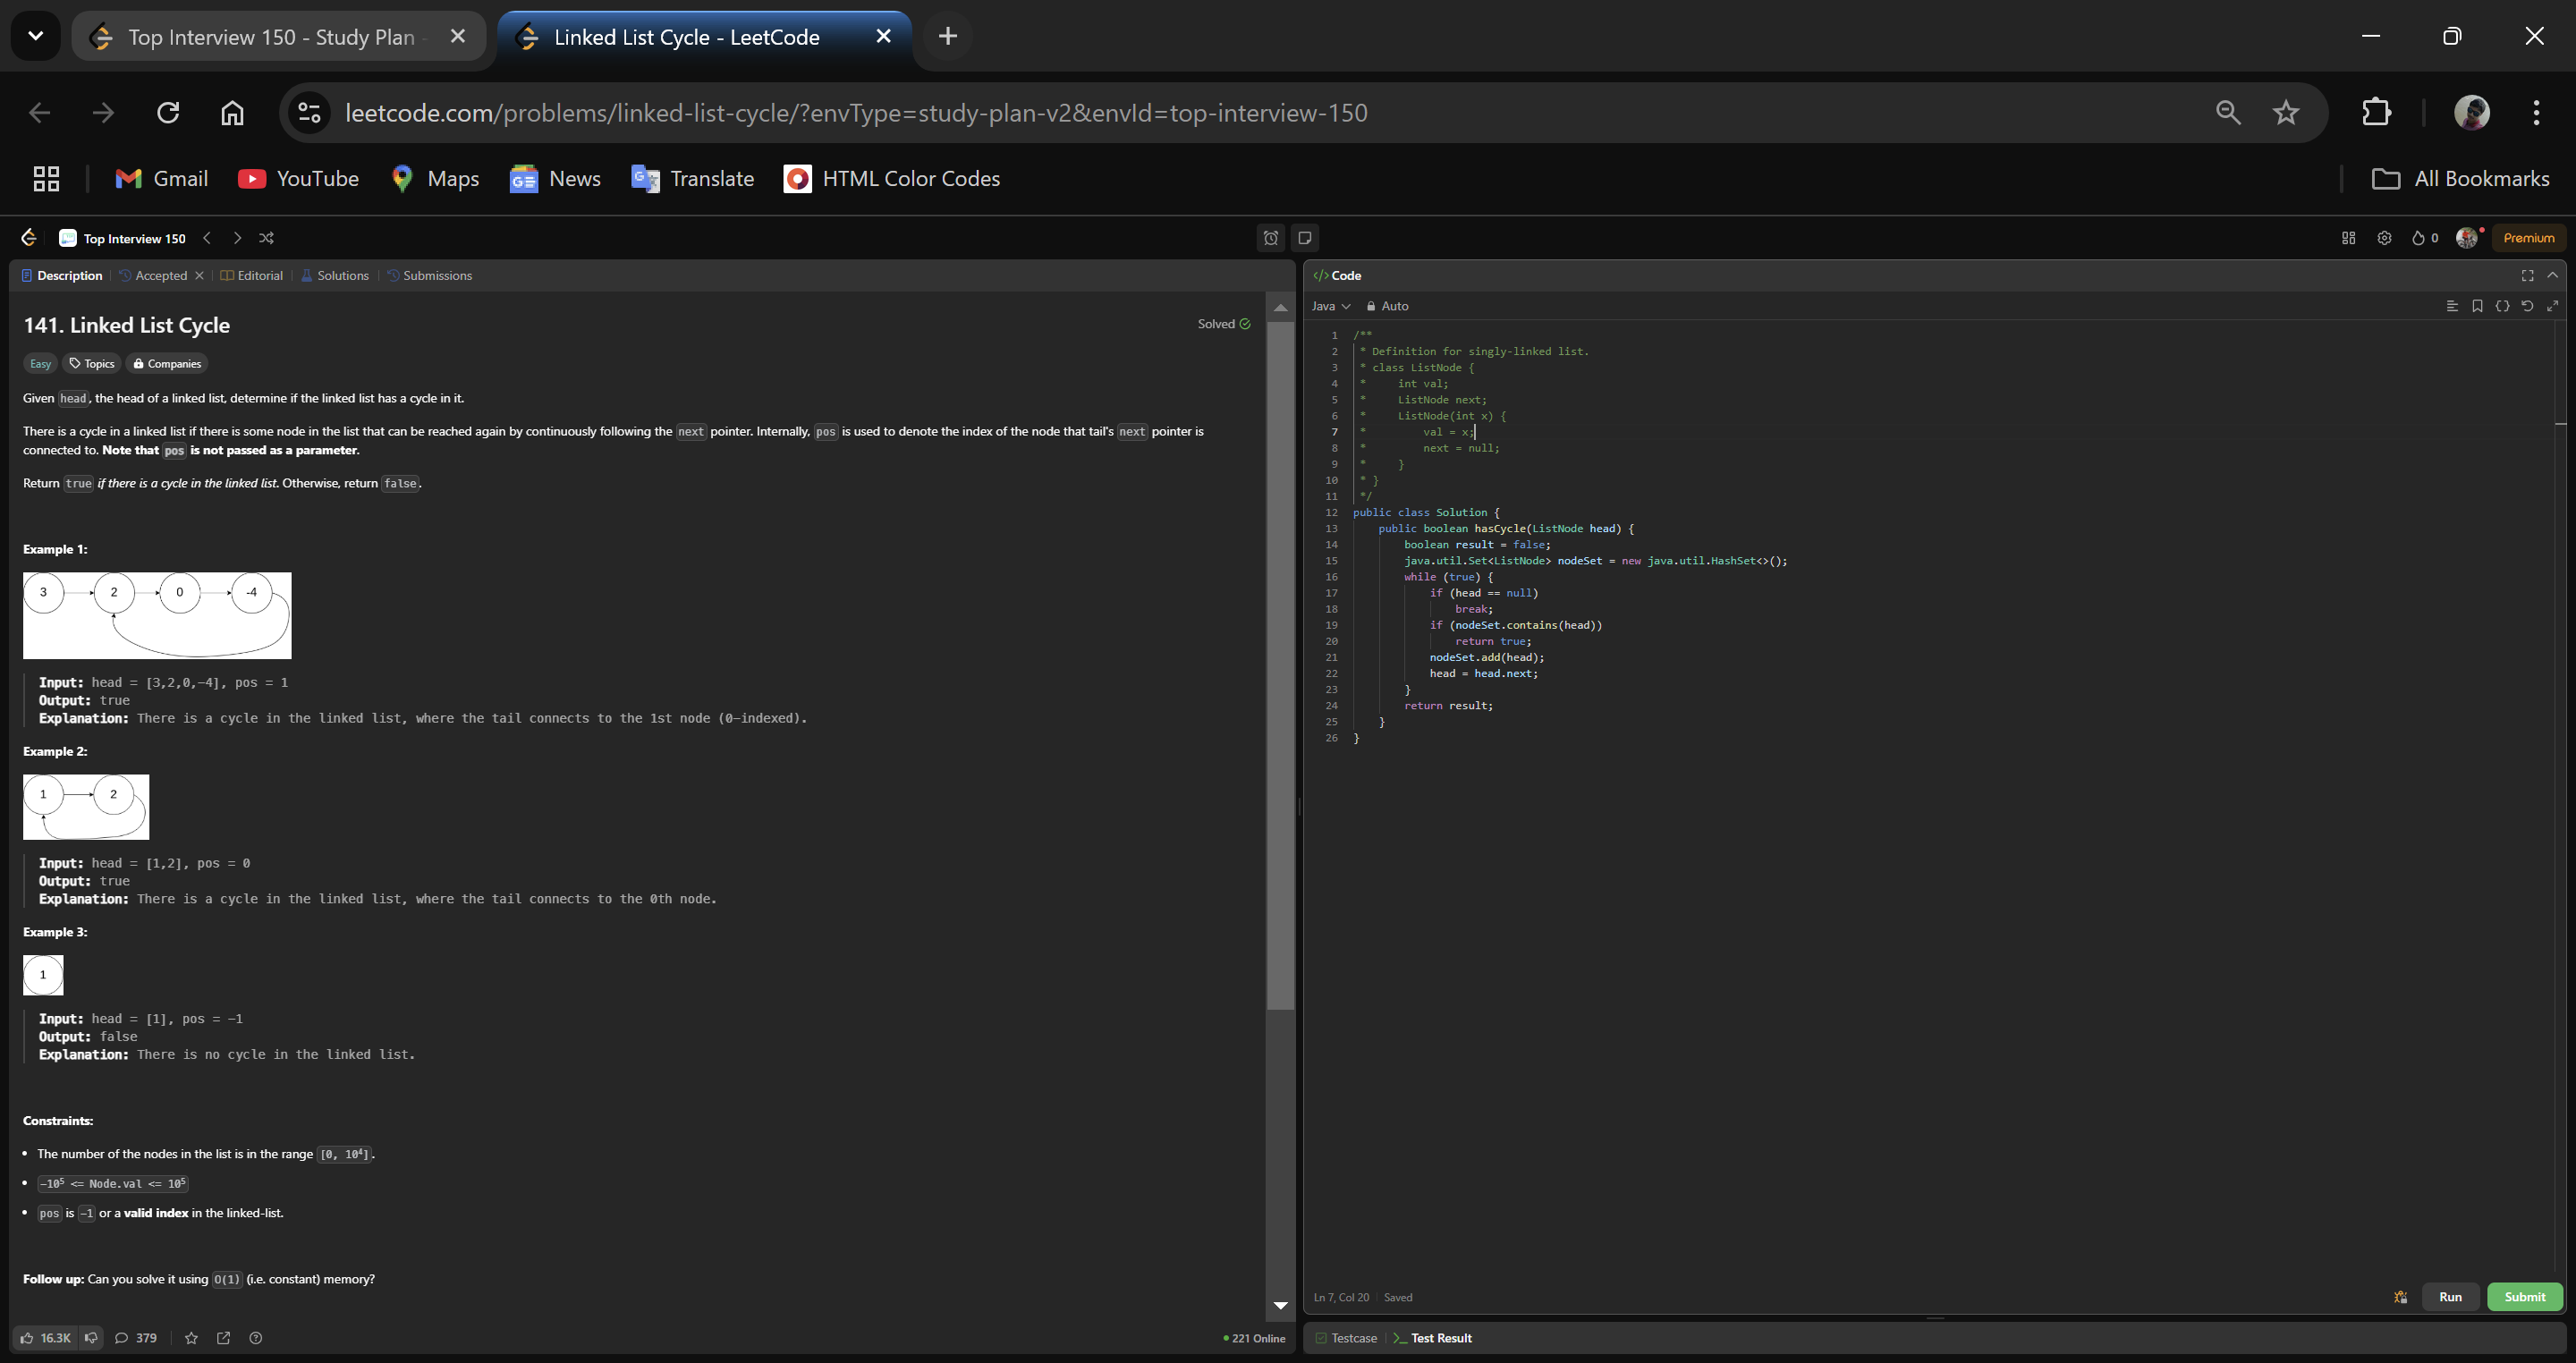 Top Interview 150 - Study Plan -
Linked List Cycle - LeetCode
leetcode.com/problems/linked-list-cycle/?envType=study-plan-v2&envId=top-interview-150
Gmail
YouTube
Maps
News
Translate
HTML Color Codes
All Bookmarks
Top Interview 150
0
Premium
Description
Accepted
Editorial
Solutions
Submissions
141. Linked List Cycle
Solved
Easy
Topics
Companies
Given head, the head of a linked list, determine if the linked list has a cycle in it.
There is a cycle in a linked list if there is some node in the list that can be reached again by continuously following the next pointer. Internally, pos is used to denote the index of the node that tail's next pointer is
connected to. Note that pos is not passed as a parameter.
Return true if there is a cycle in the linked list. Otherwise, return false.
Example 1:
3 2 0 -4
Input: head = [3,2,0,-4], pos = 1
Output: true
Explanation: There is a cycle in the linked list, where the tail connects to the 1st node (0-indexed).
Example 2:
1 2
Input: head = [1,2], pos = 0
Output: true
Explanation: There is a cycle in the linked list, where the tail connects to the 0th node.
Example 3:
1
Input: head = [1], pos = -1
Output: false
Explanation: There is no cycle in the linked list.
Constraints:
• The number of the nodes in the list is in the range [0, 10⁴].
• -10⁵ <= Node.val <= 10⁵
• pos is -1 or a valid index in the linked-list.
Follow up: Can you solve it using O(1) (i.e. constant) memory?
16.3K
379
221 Online
</> Code
Java
Auto
1 /**
2 * Definition for singly-linked list.
3 * class ListNode {
4 *     int val;
5 *     ListNode next;
6 *     ListNode(int x) {
7 *         val = x;
8 *         next = null;
9 *     }
10 * }
11 */
12 public class Solution {
13     public boolean hasCycle(ListNode head) {
14         boolean result = false;
15         java.util.Set<ListNode> nodeSet = new java.util.HashSet<>();
16         while (true) {
17             if (head == null)
18                 break;
19             if (nodeSet.contains(head))
20                 return true;
21             nodeSet.add(head);
22             head = head.next;
23         }
24         return result;
25     }
26 }
Ln 7, Col 20
Saved
Run
Submit
Testcase
>_ Test Result